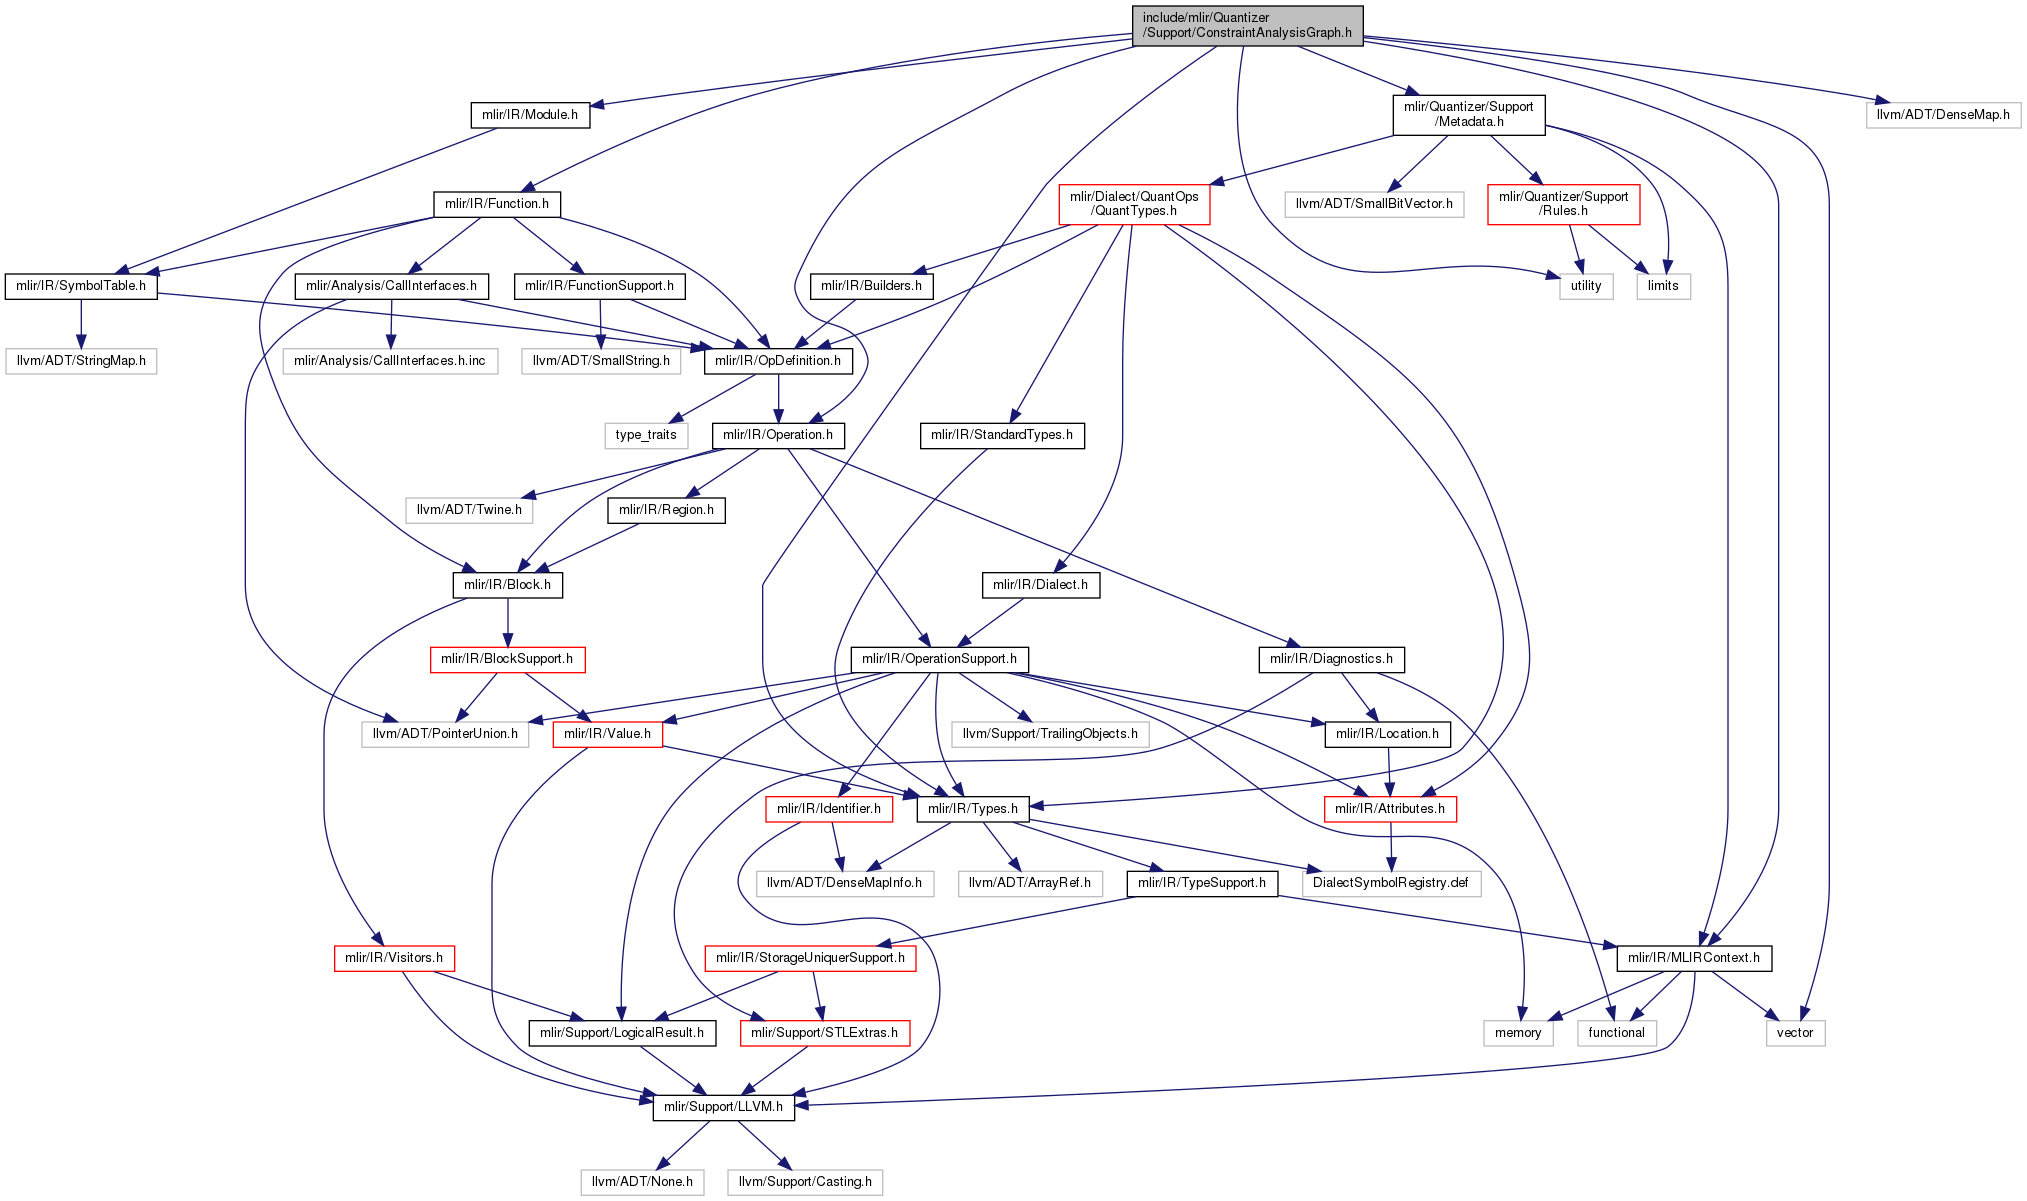 include/mlir/Quantizer
/Support/ConstraintAnalysisGraph.h
mlir/IR/Module.h
mlir/Quantizer/Support
/Metadata.h
llvm/ADT/DenseMap.h
mlir/IR/Function.h
mlir/Dialect/QuantOps
/QuantTypes.h
llvm/ADT/SmallBitVector.h
mlir/Quantizer/Support
/Rules.h
mlir/IR/SymbolTable.h
mlir/Analysis/CallInterfaces.h
mlir/IR/FunctionSupport.h
mlir/IR/Builders.h
utility
limits
llvm/ADT/StringMap.h
mlir/Analysis/CallInterfaces.h.inc
llvm/ADT/SmallString.h
mlir/IR/OpDefinition.h
type_traits
mlir/IR/Operation.h
mlir/IR/StandardTypes.h
llvm/ADT/Twine.h
mlir/IR/Region.h
mlir/IR/Block.h
mlir/IR/Dialect.h
mlir/IR/BlockSupport.h
mlir/IR/OperationSupport.h
mlir/IR/Diagnostics.h
llvm/ADT/PointerUnion.h
mlir/IR/Value.h
llvm/Support/TrailingObjects.h
mlir/IR/Location.h
mlir/IR/Identifier.h
mlir/IR/Types.h
mlir/IR/Attributes.h
llvm/ADT/DenseMapInfo.h
llvm/ADT/ArrayRef.h
mlir/IR/TypeSupport.h
DialectSymbolRegistry.def
mlir/IR/Visitors.h
mlir/IR/StorageUniquerSupport.h
mlir/IR/MLIRContext.h
mlir/Support/LogicalResult.h
mlir/Support/STLExtras.h
memory
functional
vector
mlir/Support/LLVM.h
llvm/ADT/None.h
llvm/Support/Casting.h